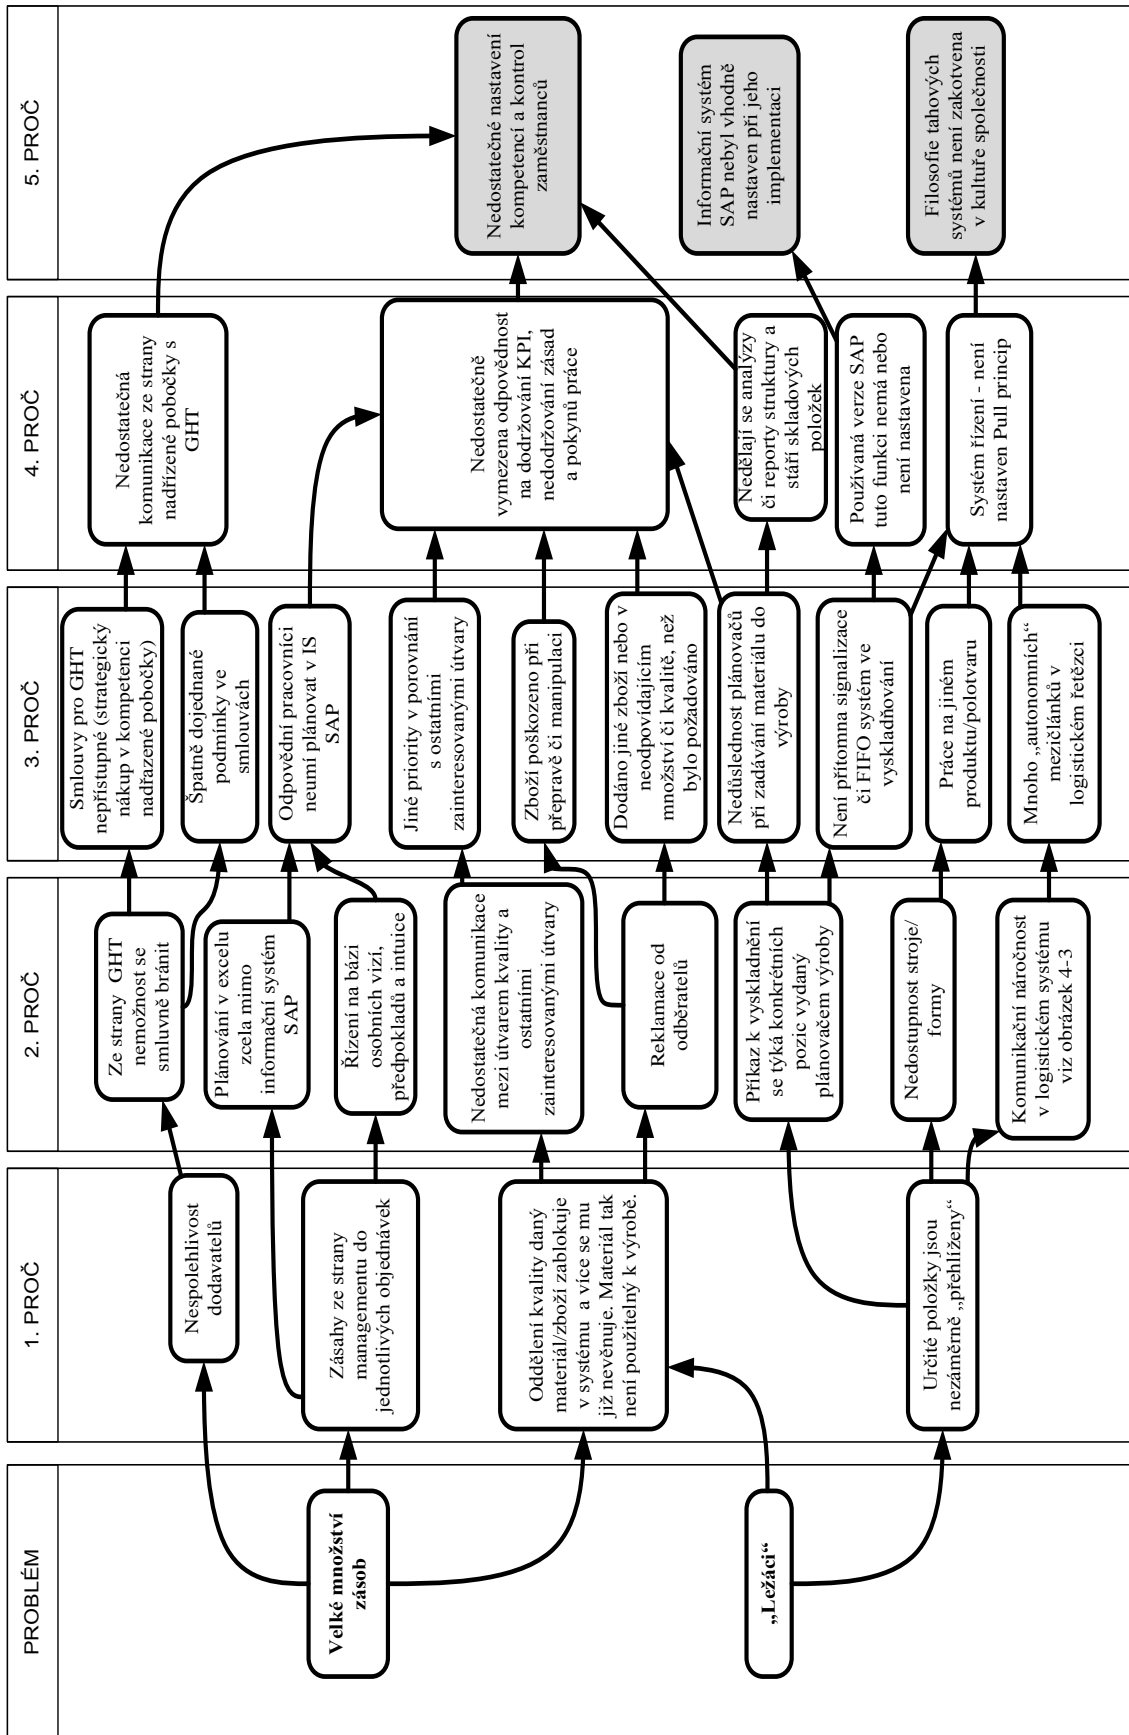 PROBLÉM
Velké množství
zásob
„Ležáci“
1. PROČ
Nespolehlivost
dodavatelů
Zásahy ze strany
managementu do
jednotlivých objednávek
Oddělení kvality daný
materiál/zboží zablokuje
v systému a více se mu
již nevěnuje. Materiál tak
není použitelný k výrobě.
Určité položky jsou
nezáměrně „přehlíženy“
2. PROČ
Ze strany GHT
nemožnost se
smluvně bránit
Plánování v excelu
zcela mimo
informační systém
SAP
Řízení na bázi
osobních vizí,
předpokladů a intuice
Nedostatečná komunikace
mezi útvarem kvality a
ostatními
zainteresovanými útvary
Reklamace od
odběratelů
Příkaz k vyskladnění
se týká konkrétních
pozic vydaný
plánovačem výroby
Nedostupnost stroje/
formy
Komunikační náročnost
v logistickém systému
viz obrázek 4-3
3. PROČ
Smlouvy pro GHT
nepřístupné (strategický
nákup v kompetenci
nadřazené pobočky)
Špatně dojednané
podmínky ve
smlouvách
Odpovědní pracovníci
neumí plánovat v IS
SAP
Jiné priority v porovnání
s ostatními
zainteresovanými útvary
Zboží poškozeno při
přepravě či manipulaci
Dodáno jiné zboží nebo v
neodpovídajícím
množství či kvalitě, než
bylo požadováno
Nedůslednost plánovačů
při zadávání materiálu do
výroby
Není přítomna signalizace
či FIFO systém ve
vyskladňování
Práce na jiném
produktu/polotvaru
Mnoho „autonomních“
mezičlánků v
logistickém řetězci
4. PROČ
Nedostatečná
komunikace ze strany
nadřízené pobočky s
GHT
Nedostatečně
vymezena odpovědnost
na dodržování KPI,
nedodržování zásad
a pokynů práce
Nedělají se analýzy
či reporty struktury a
stáří skladových
položek
Používaná verze SAP
tuto funkci nemá nebo
není nastavena
Systém řízení - není
nastaven Pull princip
5. PROČ
Nedostatečné nastavení
kompetencí a kontrol
zaměstnanců
Informační systém
SAP nebyl vhodně
nastaven při jeho
implementaci
Filosofie tahových
systémů není zakotvena
v kultuře společnosti